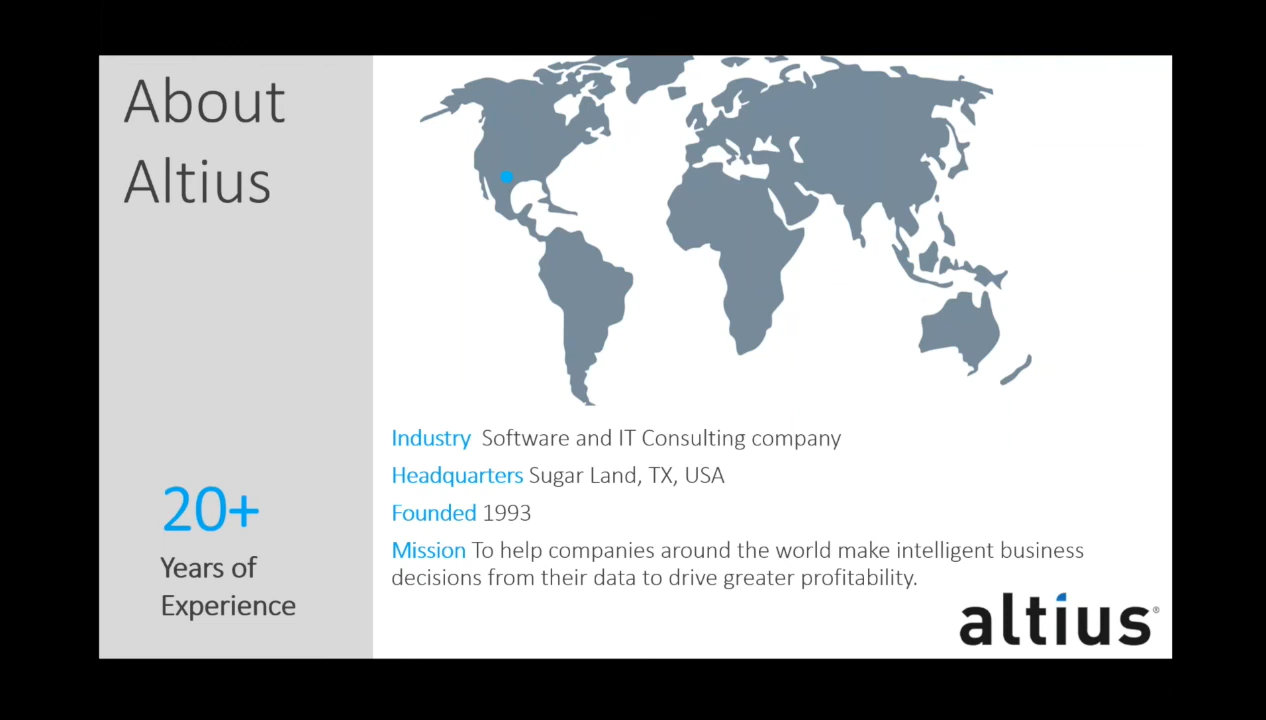 About
Altius
20+
Years of
Experience
Industry Software and IT Consulting company
Headquarters Sugar Land, TX, USA
Founded 1993
Mission To help companies around the world make intelligent business
decisions from their data to drive greater profitability.
altius®